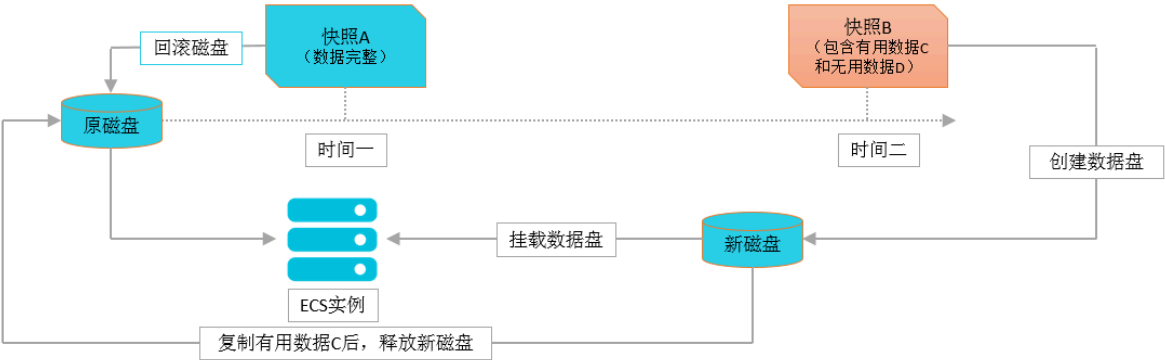 快照A
（数据完整）
快照B
（包含有用数据C
和无用数据D）
回滚磁盘
原磁盘
时间一
时间二
创建数据盘
挂载数据盘
新磁盘
ECS实例
复制有用数据C后，释放新磁盘